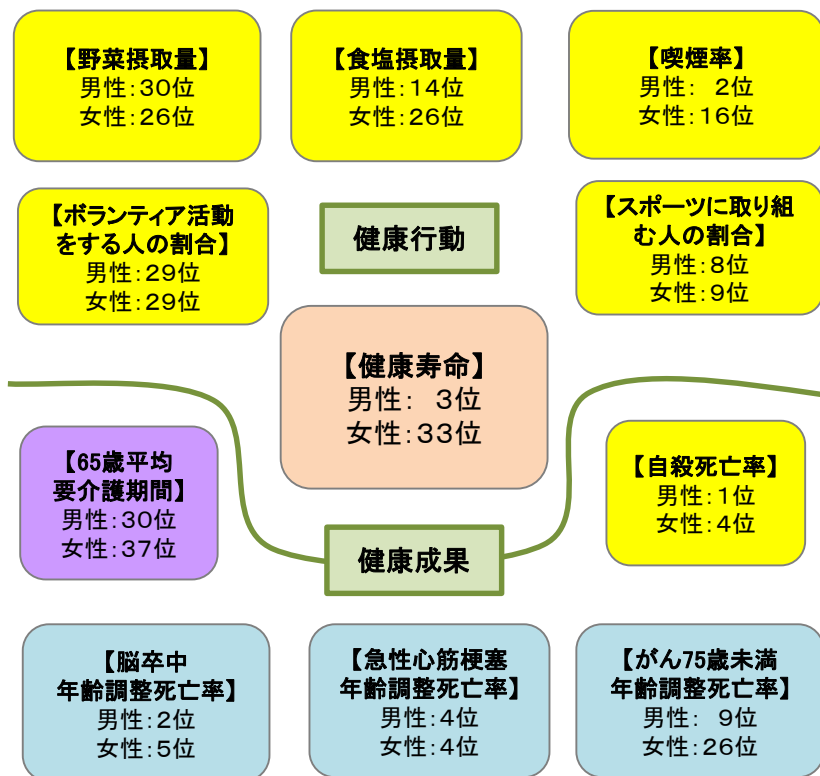 【野菜摂取量】
男性：30位
女性：26位
【食塩摂取量】
男性：14位
女性：26位
【喫煙率】
男性： 2位
女性：16位
【ボランティア活動
をする人の割合】
男性：29位
女性：29位
健康行動
【スポーツに取り組
む人の割合】
男性：8位
女性：9位
【健康寿命】
男性： 3位
女性：33位
【65歳平均
要介護期間】
男性：30位
女性：37位
【自殺死亡率】
男性：1位
女性：4位
健康成果
【脳卒中
年齢調整死亡率】
男性：2位
女性：5位
【急性心筋梗塞
年齢調整死亡率】
男性：4位
女性：4位
【がん75歳未満
年齢調整死亡率】
男性： 9位
女性：26位